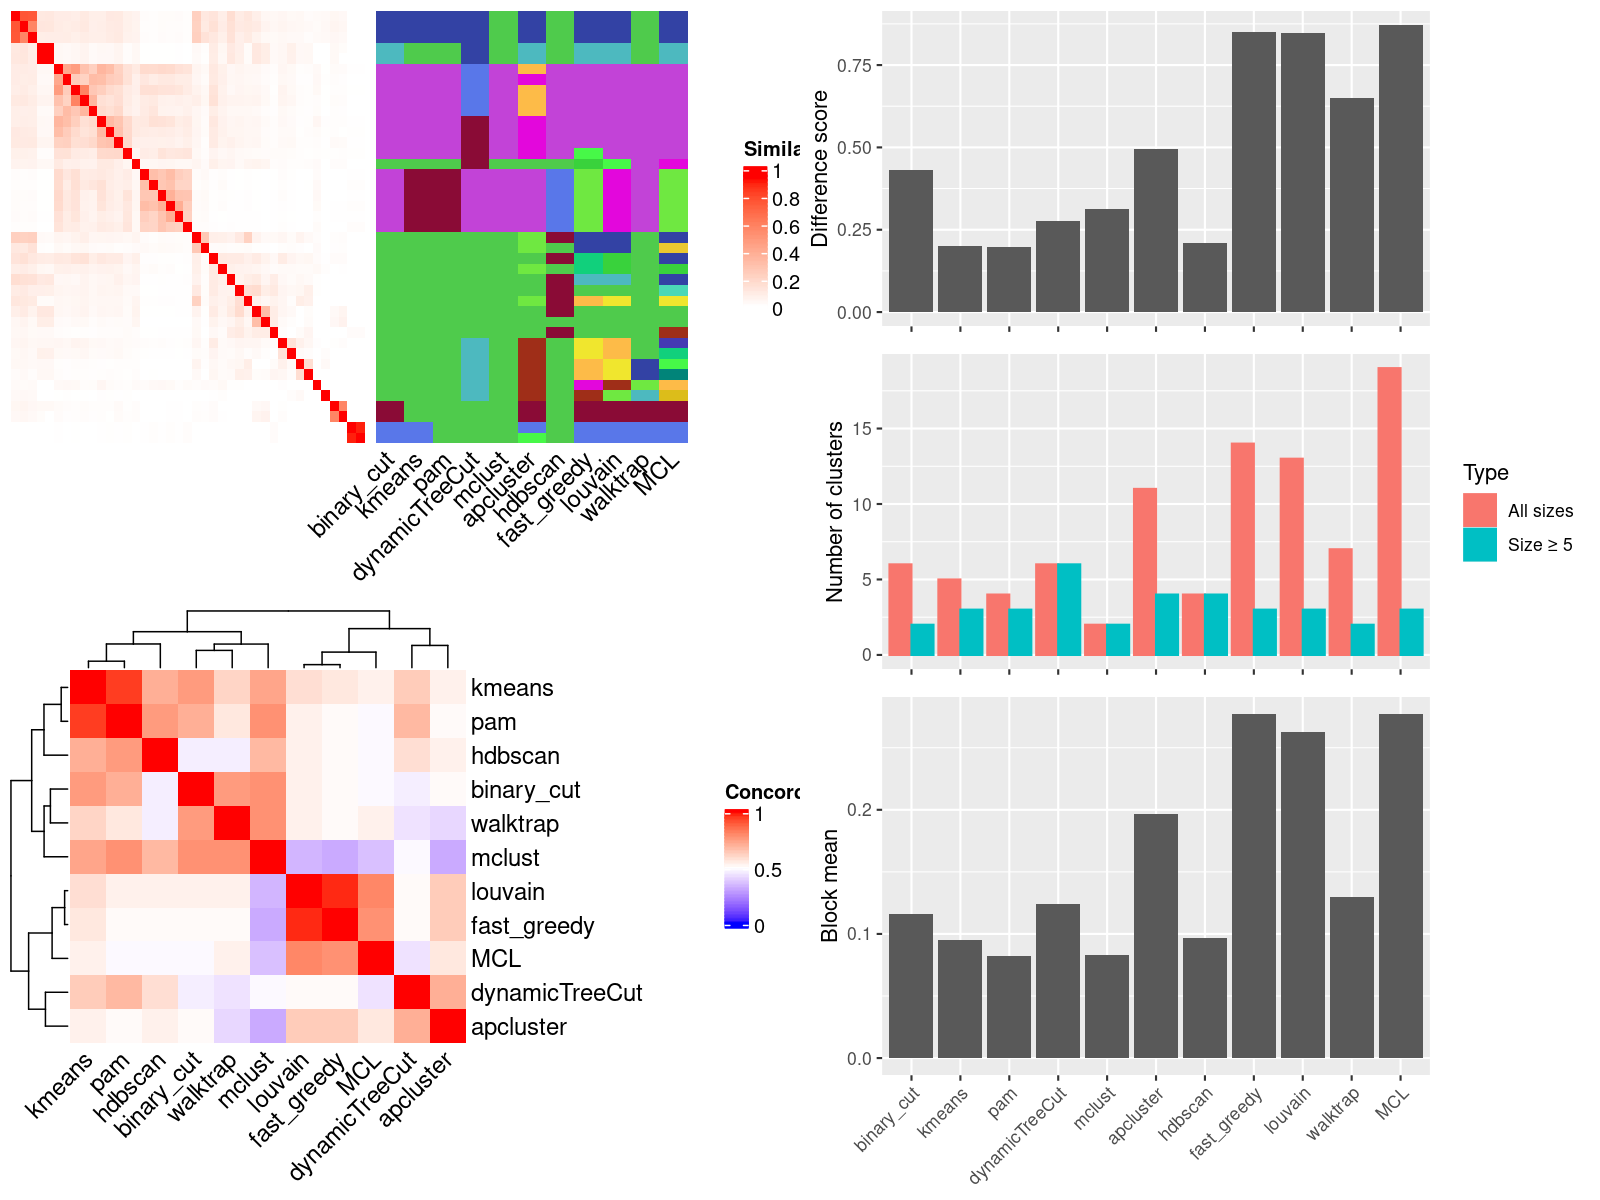 Simila
1
0.8
0.6
0.4
0.2
0
binary_cut
kmeans
pam
dynamicTreeCut
mclust
apcluster
hdbscan
fast_greedy
louvain
walktrap
MCL
kmeans
pam
hdbscan
binary_cut
walktrap
mclust
louvain
fast_greedy
MCL
dynamicTreeCut
apcluster
kmeans
pam
hdbscan
binary_cut
walktrap
mclust
louvain
fast_greedy
MCL
dynamicTreeCut
apcluster
Concord
1
0.5
0
Difference score
0.75
0.50
0.25
0.00
Number of clusters
15
10
5
0
Type
All sizes
Size ≥ 5
Block mean
0.2
0.1
0.0
binary_cut
kmeans
pam
dynamicTreeCut
mclust
apcluster
hdbscan
fast_greedy
louvain
walktrap
MCL